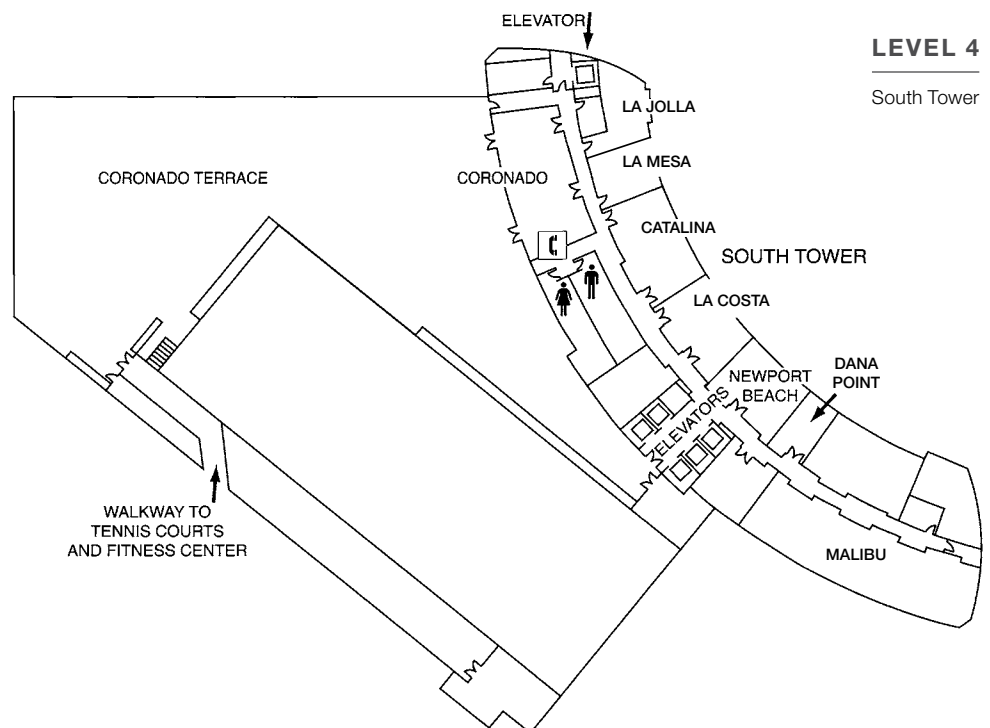 ELEVATOR
LEVEL 4
South Tower
LA JOLLA
LA MESA
CORONADO TERRACE
CORONADO
CATALINA
SOUTH TOWER
LA COSTA
NEWPORT
BEACH
DANA
POINT
ELEVATORS
WALKWAY TO
TENNIS COURTS
AND FITNESS CENTER
MALIBU